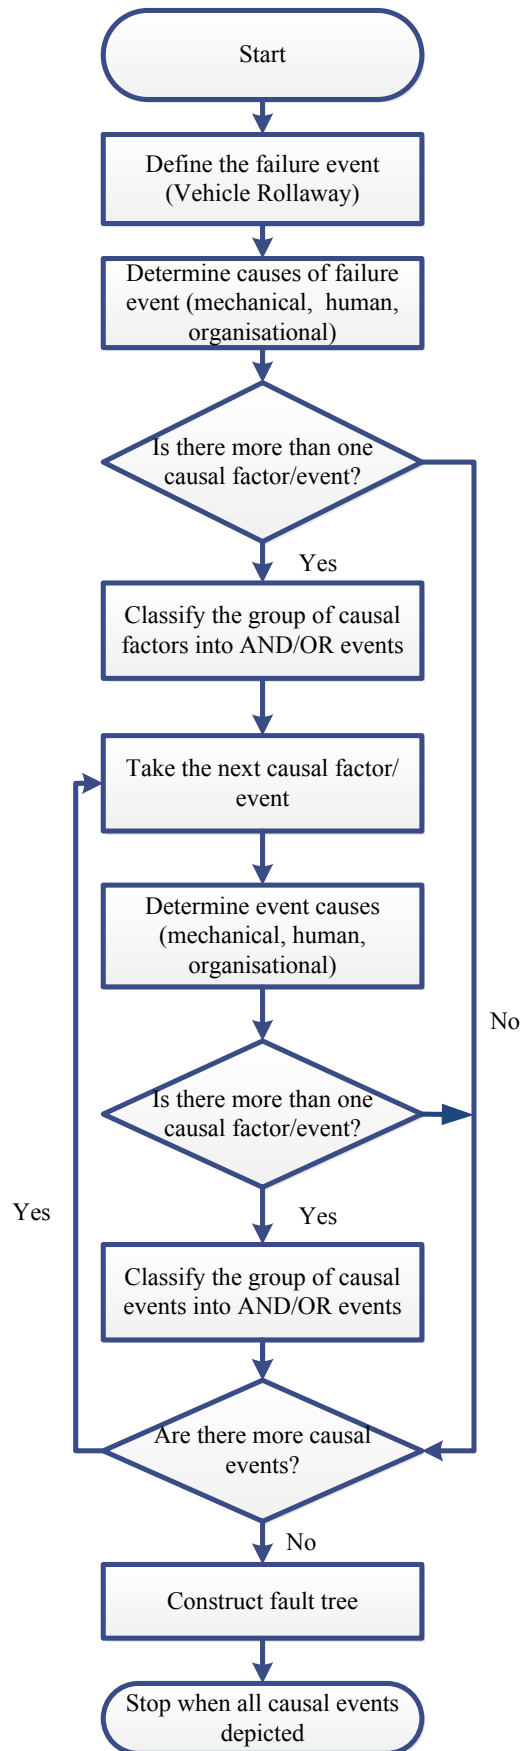 Start
Define the failure event
(Vehicle Rollaway)
Determine causes of failure
event (mechanical, human,
organisational)
Is there more than one
causal factor/event?
Yes
Classify the group of causal
factors into AND/OR events
Take the next causal factor/
event
Determine event causes
(mechanical, human,
organisational)
No
Is there more than one
causal factor/event?
Yes
Yes
Classify the group of causal
events into AND/OR events
Are there more causal
events?
No
Construct fault tree
Stop when all causal events
depicted